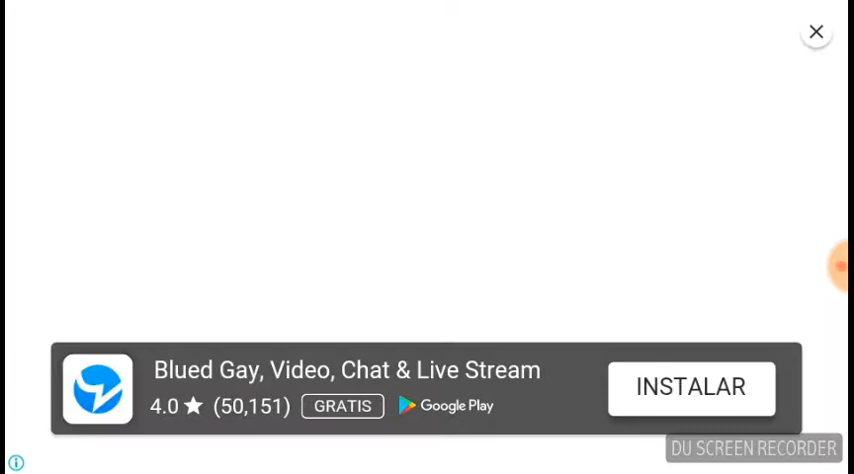 Blued Gay, Video, Chat & Live Stream
4.0★ (50,151) GRATIS Google Play
INSTALAR
DU SCREEN RECORDER